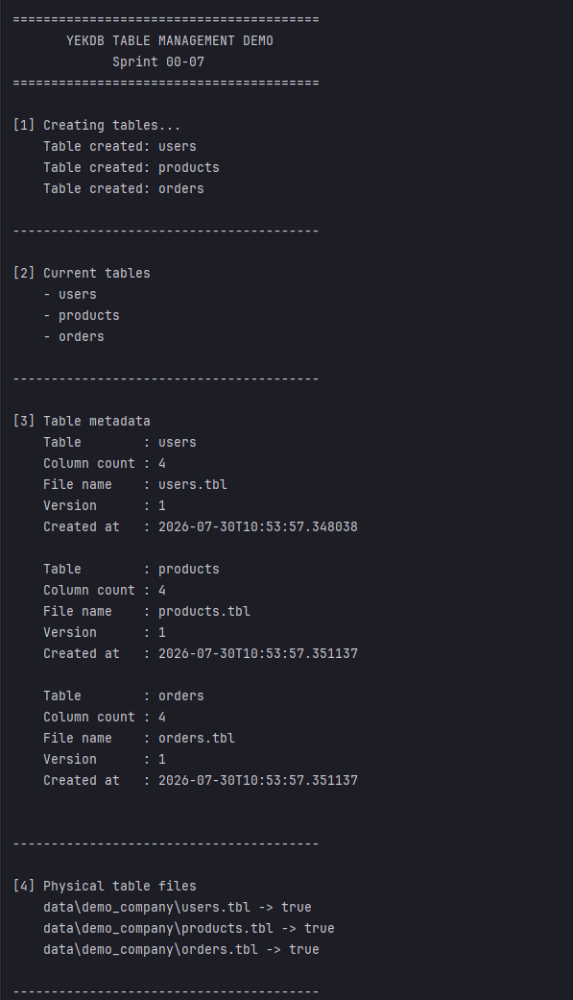 ========================================
YEKDB TABLE MANAGEMENT DEMO
Sprint 00-07
========================================
[1] Creating tables...
Table created: users
Table created: products
Table created: orders
----------------------------------------
[2] Current tables
- users
- products
- orders
----------------------------------------
[3] Table metadata
Table        : users
Column count : 4
File name    : users.tbl
Version      : 1
Created at   : 2026-07-30T10:53:57.348038
Table        : products
Column count : 4
File name    : products.tbl
Version      : 1
Created at   : 2026-07-30T10:53:57.351137
Table        : orders
Column count : 4
File name    : orders.tbl
Version      : 1
Created at   : 2026-07-30T10:53:57.351137
----------------------------------------
[4] Physical table files
data\demo_company\users.tbl -> true
data\demo_company\products.tbl -> true
data\demo_company\orders.tbl -> true
----------------------------------------